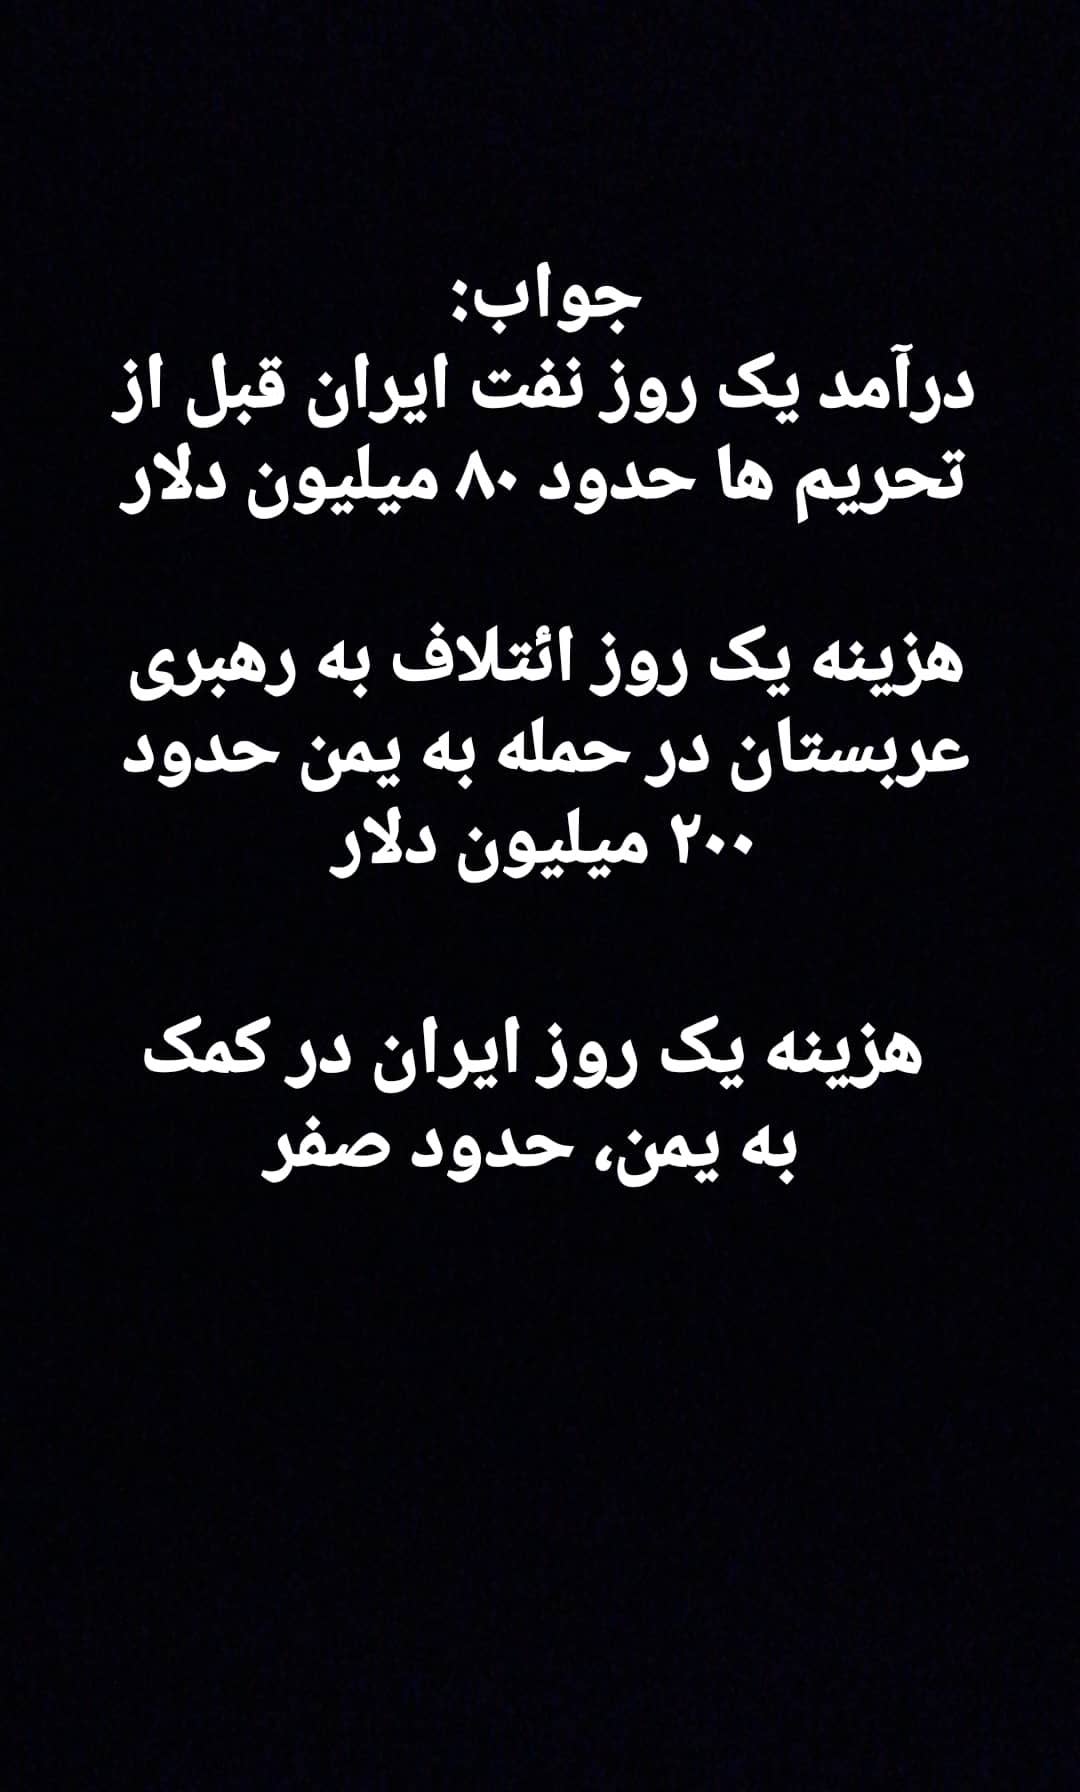 جواب:
درآمد یک روز نفت ایران قبل از
تحریم ها حدود ۸۰ میلیون دلار
هزینه یک روز ائتلاف به رهبری
عربستان در حمله به یمن حدود
۲۰۰ میلیون دلار
هزینه یک روز ایران در کمک
به یمن، حدود صفر